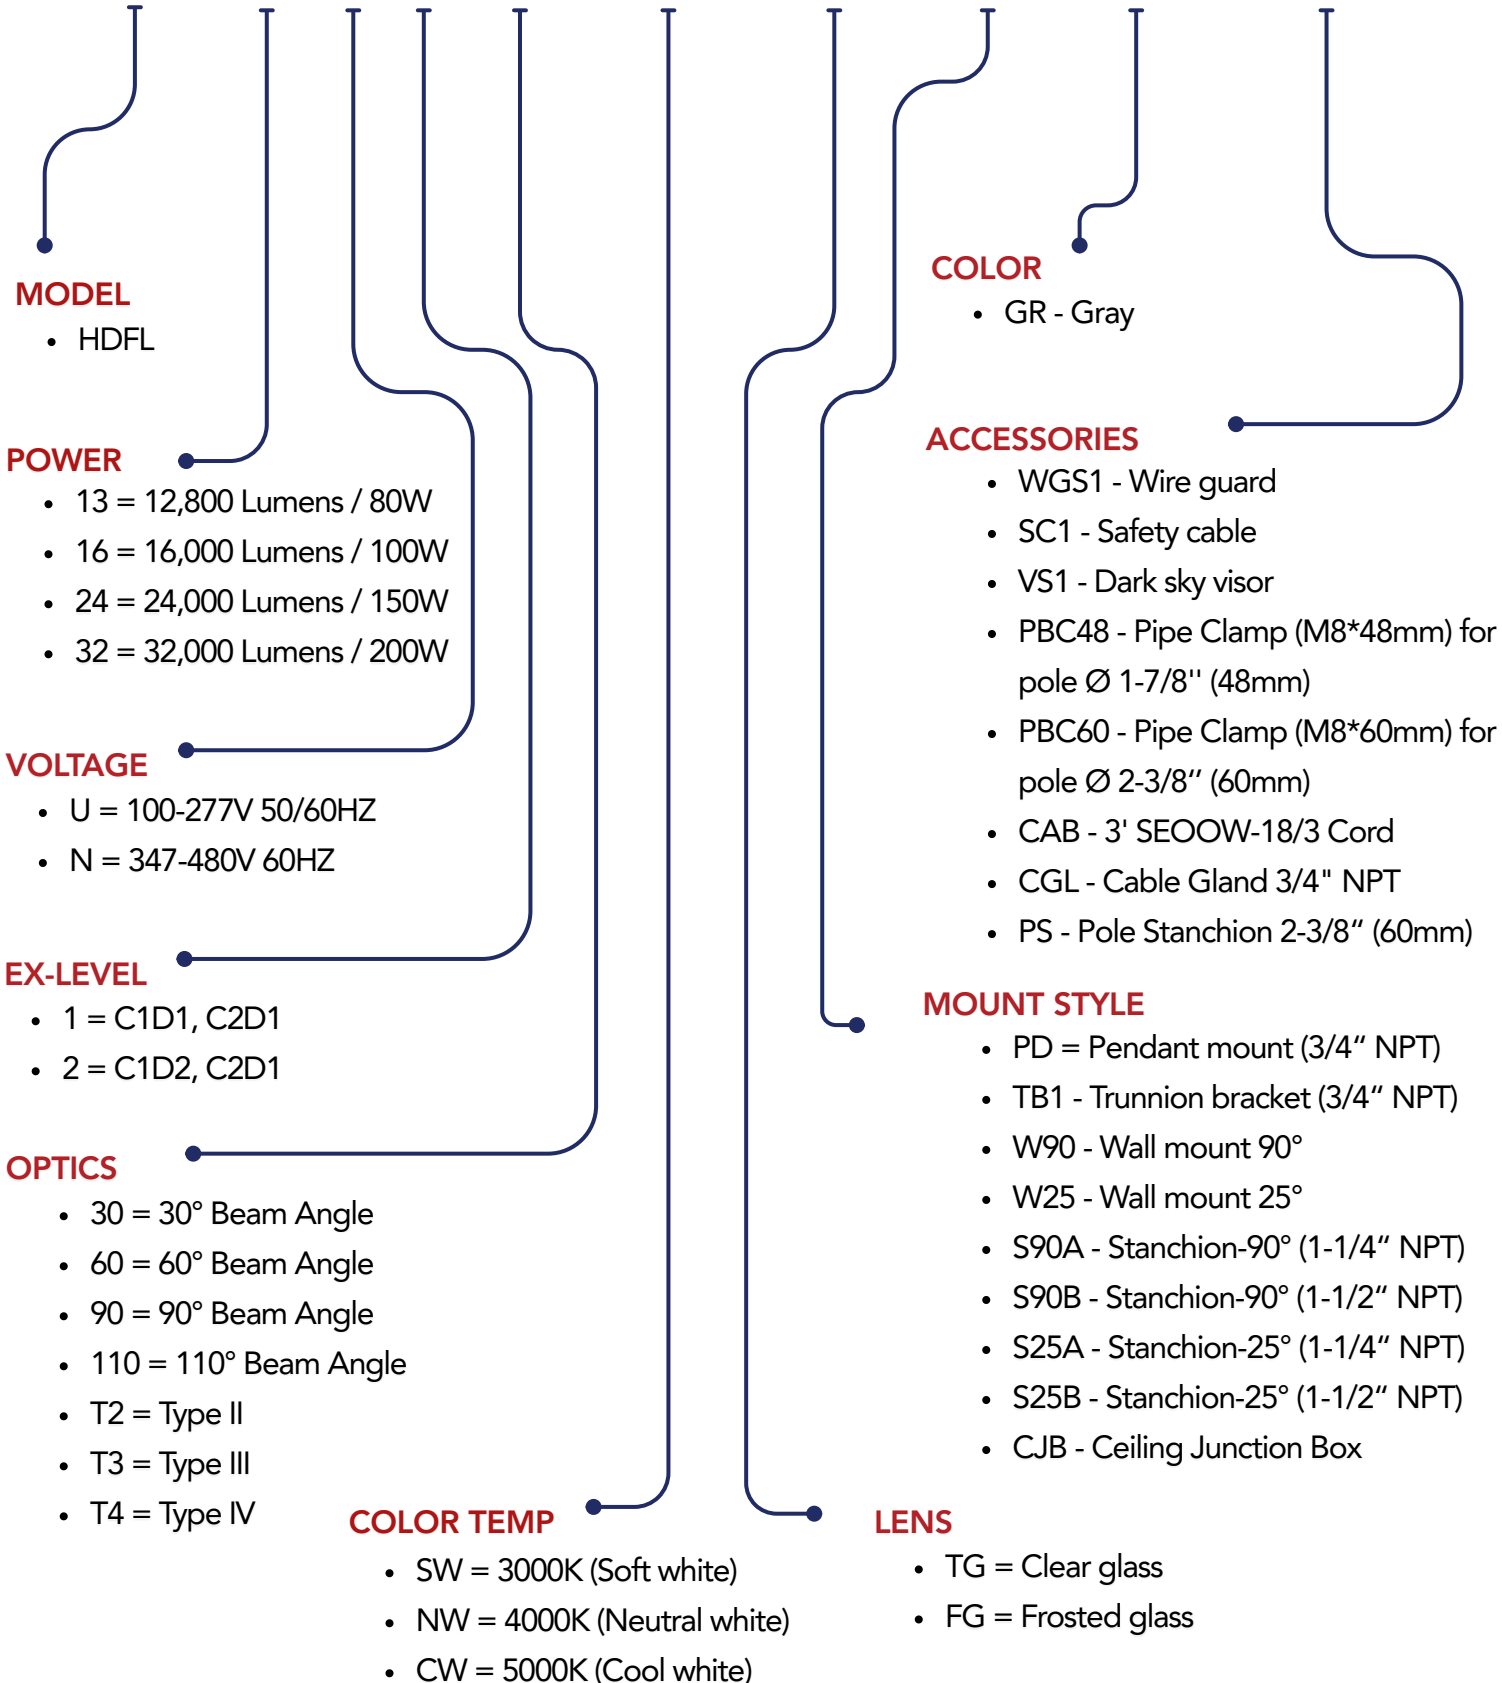 MODEL
• HDFL
POWER
• 13 = 12,800 Lumens / 80W
• 16 = 16,000 Lumens / 100W
• 24 = 24,000 Lumens / 150W
• 32 = 32,000 Lumens / 200W
VOLTAGE
• U = 100-277V 50/60HZ
• N = 347-480V 60HZ
EX-LEVEL
• 1 = C1D1, C2D1
• 2 = C1D2, C2D1
OPTICS
• 30 = 30° Beam Angle
• 60 = 60° Beam Angle
• 90 = 90° Beam Angle
• 110 = 110° Beam Angle
• T2 = Type II
• T3 = Type III
• T4 = Type IV
COLOR TEMP
• SW = 3000K (Soft white)
• NW = 4000K (Neutral white)
• CW = 5000K (Cool white)
COLOR
• GR - Gray
ACCESSORIES
• WGS1 - Wire guard
• SC1 - Safety cable
• VS1 - Dark sky visor
• PBC48 - Pipe Clamp (M8*48mm) for
pole Ø 1-7/8'' (48mm)
• PBC60 - Pipe Clamp (M8*60mm) for
pole Ø 2-3/8“ (60mm)
• CAB - 3' SEOOW-18/3 Cord
• CGL - Cable Gland 3/4" NPT
• PS - Pole Stanchion 2-3/8“ (60mm)
MOUNT STYLE
• PD = Pendant mount (3/4“ NPT)
• TB1 - Trunnion bracket (3/4“ NPT)
• W90 - Wall mount 90°
• W25 - Wall mount 25°
• S90A - Stanchion-90° (1-1/4“ NPT)
• S90B - Stanchion-90° (1-1/2“ NPT)
• S25A - Stanchion-25° (1-1/4“ NPT)
• S25B - Stanchion-25° (1-1/2“ NPT)
• CJB - Ceiling Junction Box
LENS
• TG = Clear glass
• FG = Frosted glass